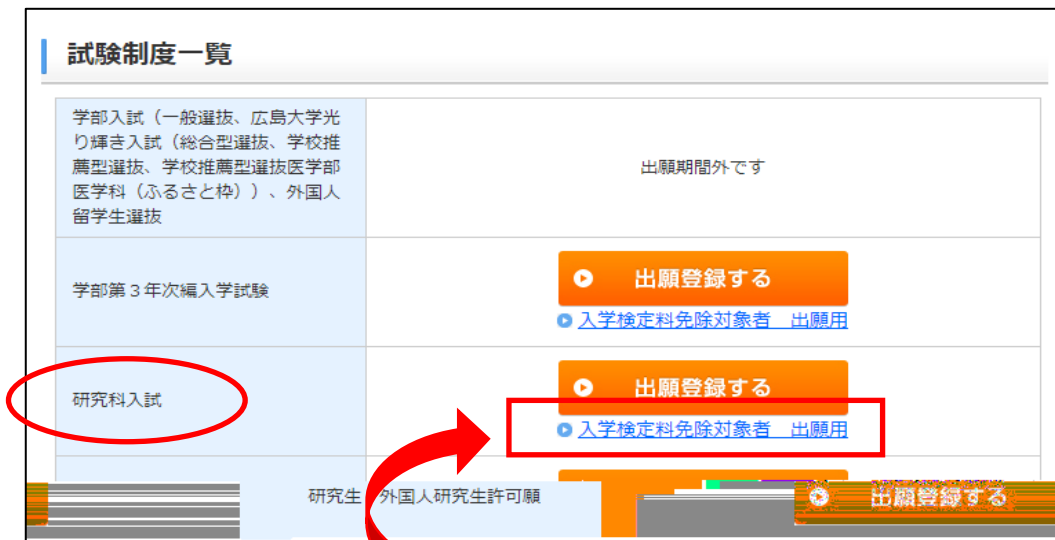 試験制度一覧
学部入試（一般選抜、広島大学光
り輝き入試（総合型選抜、学校推
薦型選抜、学校推薦型選抜医学部
医学科（ふるさと枠））、外国人
留学生選抜
出願期間外です
学部第３年次編入学試験
出願登録する
入学検定料免除対象者　出願用
研究科入試
出願登録する
入学検定料免除対象者　出願用
研究生　外国人研究生許可願
出願登録する